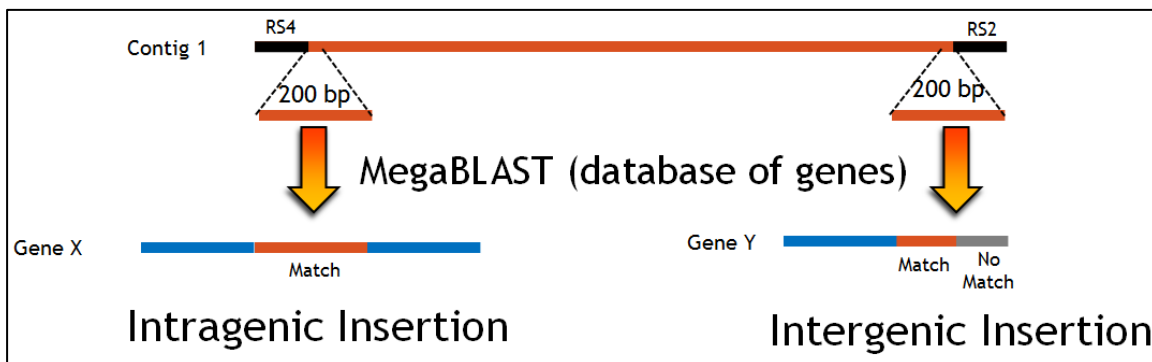 RS4
RS2
Contig 1
200 bp
200 bp
MegaBLAST (database of genes)
Gene X
Match
Gene Y
Match
No
Match
Intragenic Insertion
Intergenic Insertion